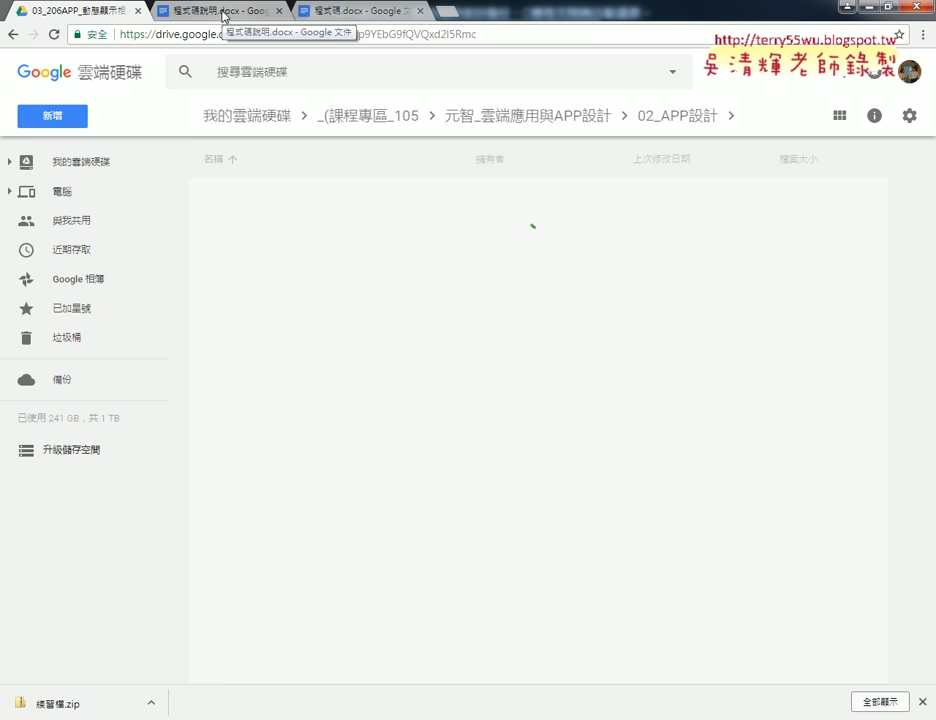 03_206APP_動態顯示相
程式碼說明.docx - Goog
程式碼.docx - Google 文
安全
https://drive.google.c
程式碼說明.docx - Google 文件
p9YEbG9fQVQxd2l5Rmc
http://terry55wu.blogspot.tw
吳清輝老師錄製
Google 雲端硬碟
搜尋雲端硬碟
新增
我的雲端硬碟
_(課程專區_105
元智_雲端應用與APP設計
02_APP設計
名稱
擁有者
上次修改日期
檔案大小
我的雲端硬碟
電腦
與我共用
近期存取
Google 相簿
已加星號
垃圾桶
備份
已使用 241 GB，共 1 TB
升級儲存空間
練習檔.zip
全部顯示